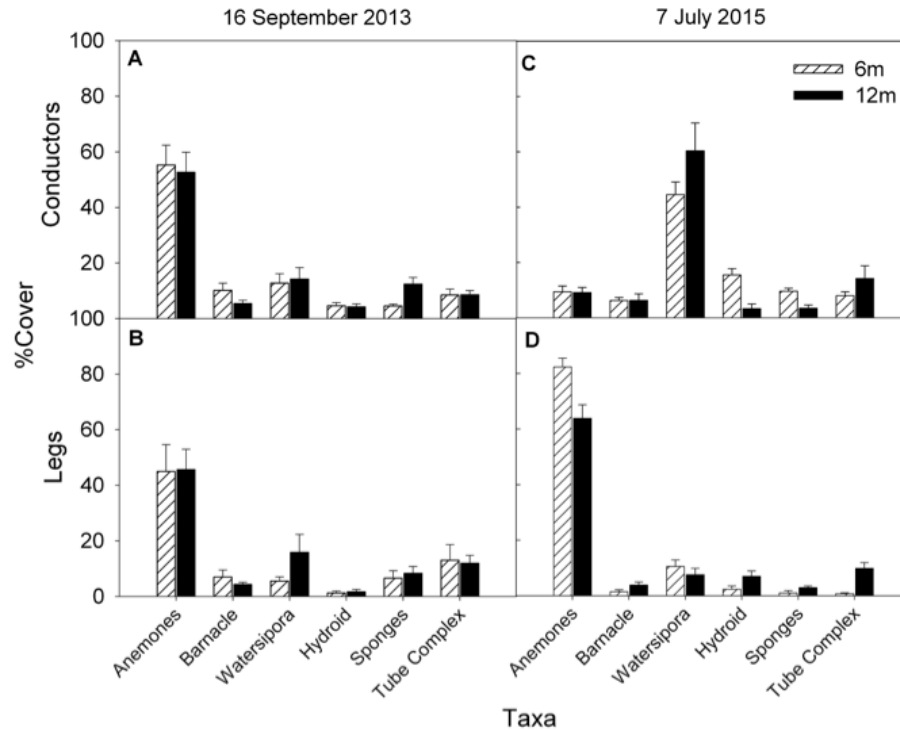 16 September 2013
7 July 2015
A
C
6m
12m
100
80
60
40
20
Conductors
%Cover
B
D
100
80
60
40
20
0
Legs
Anemones
Barnacle
Watersipora
Hydroid
Sponges
Tube Complex
Anemones
Barnacle
Watersipora
Hydroid
Sponges
Tube Complex
Taxa